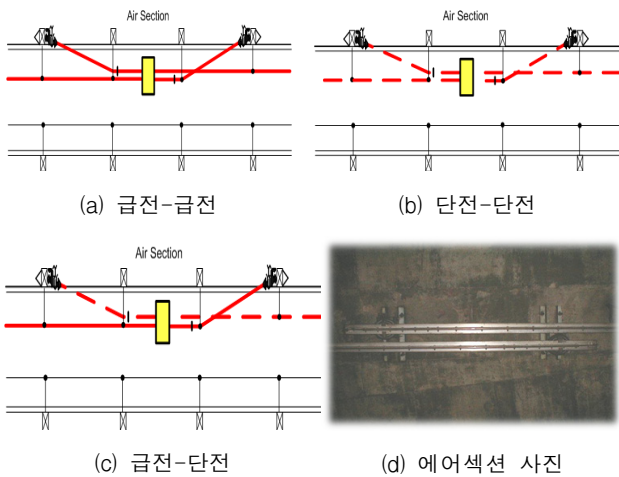 Air Section
Air Section
(a) 급전-급전
(b) 단전-단전
Air Section
(c) 급전-단전
(d) 에어섹션 사진